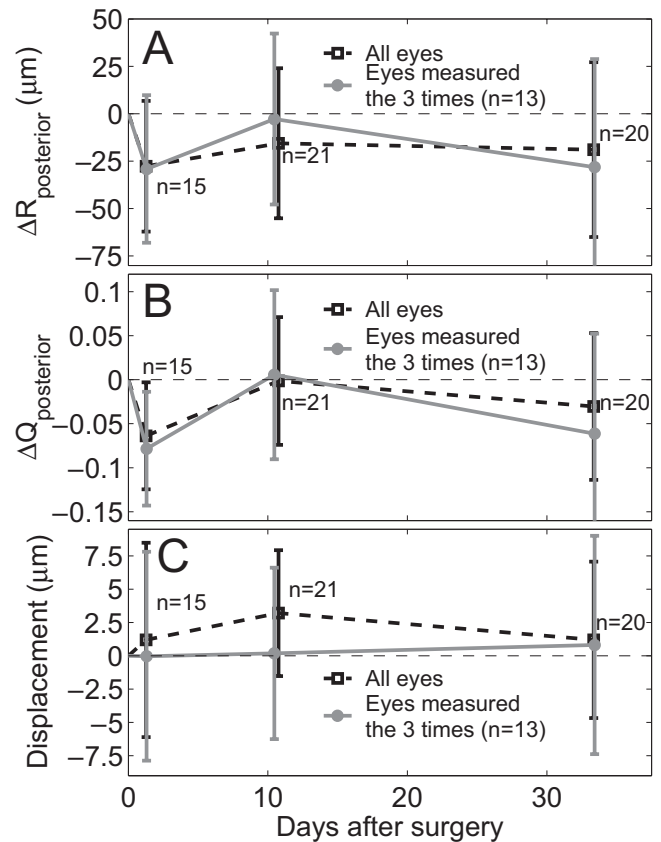 A
ΔR_posterior (μm)
50
25
0
−25
−50
−75
All eyes
Eyes measured
the 3 times (n=13)
n=15
n=21
n=20
B
ΔQ_posterior
0.1
0.05
0
−0.05
−0.1
−0.15
All eyes
Eyes measured
the 3 times (n=13)
n=15
n=21
n=20
C
Displacement (μm)
7.5
5
2.5
0
−2.5
−5
−7.5
n=15
n=21
n=20
All eyes
Eyes measured
the 3 times (n=13)
0 10 20 30
Days after surgery